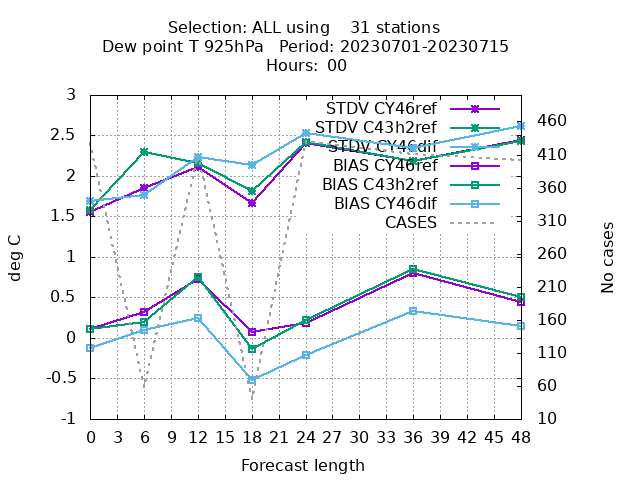 Selection: ALL using    31 stations
Dew point T 925hPa   Period: 20230701-20230715
Hours: 00
3
2.5
2
1.5
1
0.5
0
-0.5
-1
deg C
STDV CY46ref
STDV C43h2ref
STDV CY46dif
BIAS CY46ref
BIAS C43h2ref
BIAS CY46dif
CASES
460
410
360
310
260
210
160
110
60
10
No cases
0 3 6 9 12 15 18 21 24 27 30 33 36 39 42 45 48
Forecast length